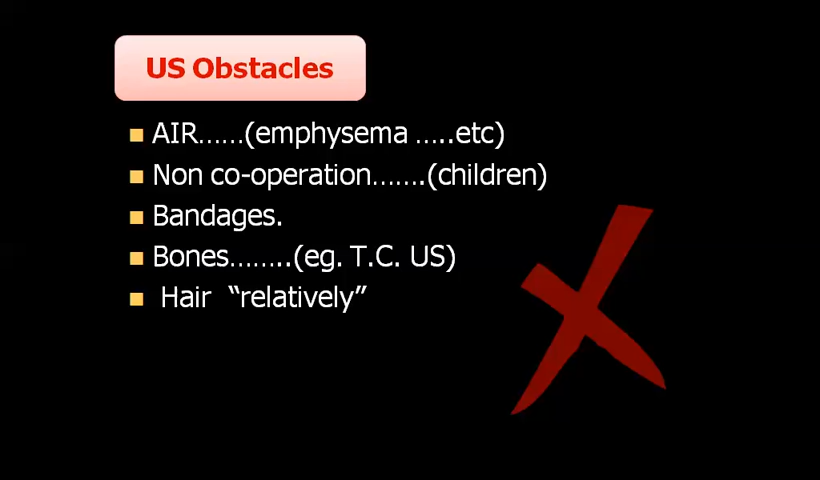 US Obstacles
AIR……(emphysema …..etc)
Non co-operation…….(children)
Bandages.
Bones……..(eg. T.C. US)
Hair “relatively”